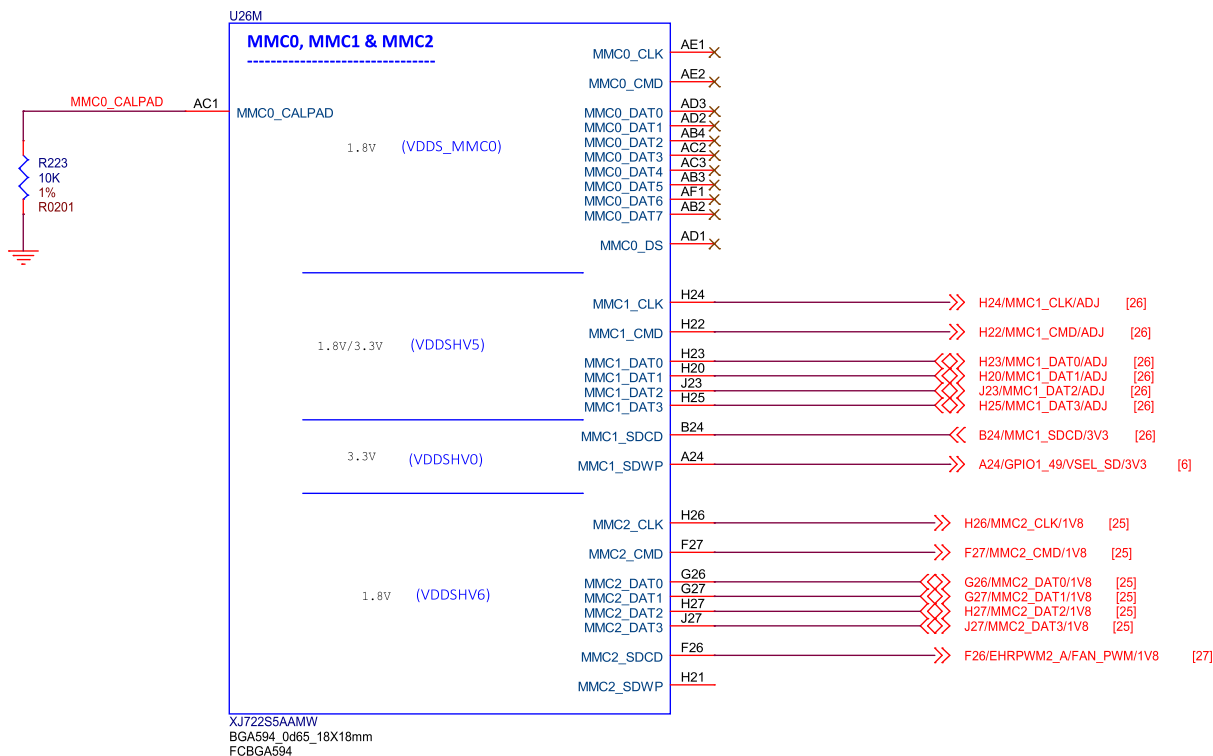 U26M
MMC0, MMC1 & MMC2
--------------------------------
MMC0_CALPAD AC1 MMC0_CALPAD
R223
10K
1%
R0201
1.8V (VDDS_MMC0)
MMC0_CLK AE1
MMC0_CMD AE2
MMC0_DAT0 AD3
MMC0_DAT1 AD2
MMC0_DAT2 AB4
MMC0_DAT3 AC2
MMC0_DAT4 AC3
MMC0_DAT5 AB3
MMC0_DAT6 AF1
MMC0_DAT7 AB2
MMC0_DS AD1
1.8V/3.3V (VDDSHV5)
MMC1_CLK H24 H24/MMC1_CLK/ADJ [26]
MMC1_CMD H22 H22/MMC1_CMD/ADJ [26]
MMC1_DAT0 H23 H23/MMC1_DAT0/ADJ [26]
MMC1_DAT1 H20 H20/MMC1_DAT1/ADJ [26]
MMC1_DAT2 J23 J23/MMC1_DAT2/ADJ [26]
MMC1_DAT3 H25 H25/MMC1_DAT3/ADJ [26]
3.3V (VDDSHV0)
MMC1_SDCD B24 B24/MMC1_SDCD/3V3 [26]
MMC1_SDWP A24 A24/GPIO1_49/VSEL_SD/3V3 [6]
1.8V (VDDSHV6)
MMC2_CLK H26 H26/MMC2_CLK/1V8 [25]
MMC2_CMD F27 F27/MMC2_CMD/1V8 [25]
MMC2_DAT0 G26 G26/MMC2_DAT0/1V8 [25]
MMC2_DAT1 G27 G27/MMC2_DAT1/1V8 [25]
MMC2_DAT2 H27 H27/MMC2_DAT2/1V8 [25]
MMC2_DAT3 J27 J27/MMC2_DAT3/1V8 [25]
MMC2_SDCD F26 F26/EHRPWM2_A/FAN_PWM/1V8 [27]
MMC2_SDWP H21
XJ722S5AAMW
BGA594_0d65_18X18mm
FCBGA594